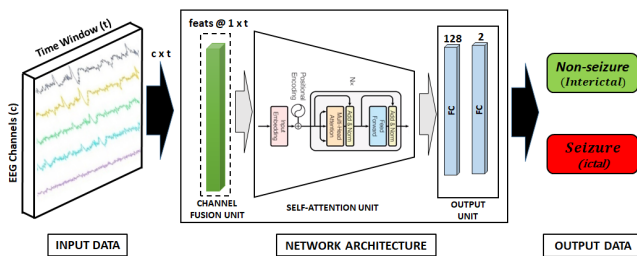 Time Window (t)
EEG Channels (c)
c x t
feats @ 1 x t
CHANNEL
FUSION UNIT
Input
Embedding
Positional
Encoding
Nx
Multi-Head
Attention
Add & Norm
Feed
Forward
Add & Norm
SELF-ATTENTION UNIT
128
2
FC
FC
OUTPUT
UNIT
Non-seizure
(Interictal)
Seizure
(ictal)
INPUT DATA
NETWORK ARCHITECTURE
OUTPUT DATA